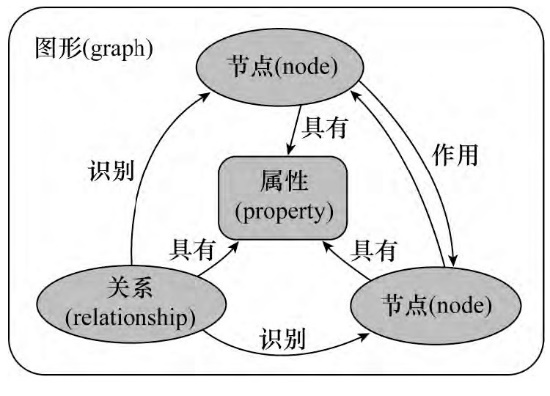 图形(graph)
节点(node)
具有
识别
作用
属性
(property)
具有
具有
关系
(relationship)
节点(node)
识别